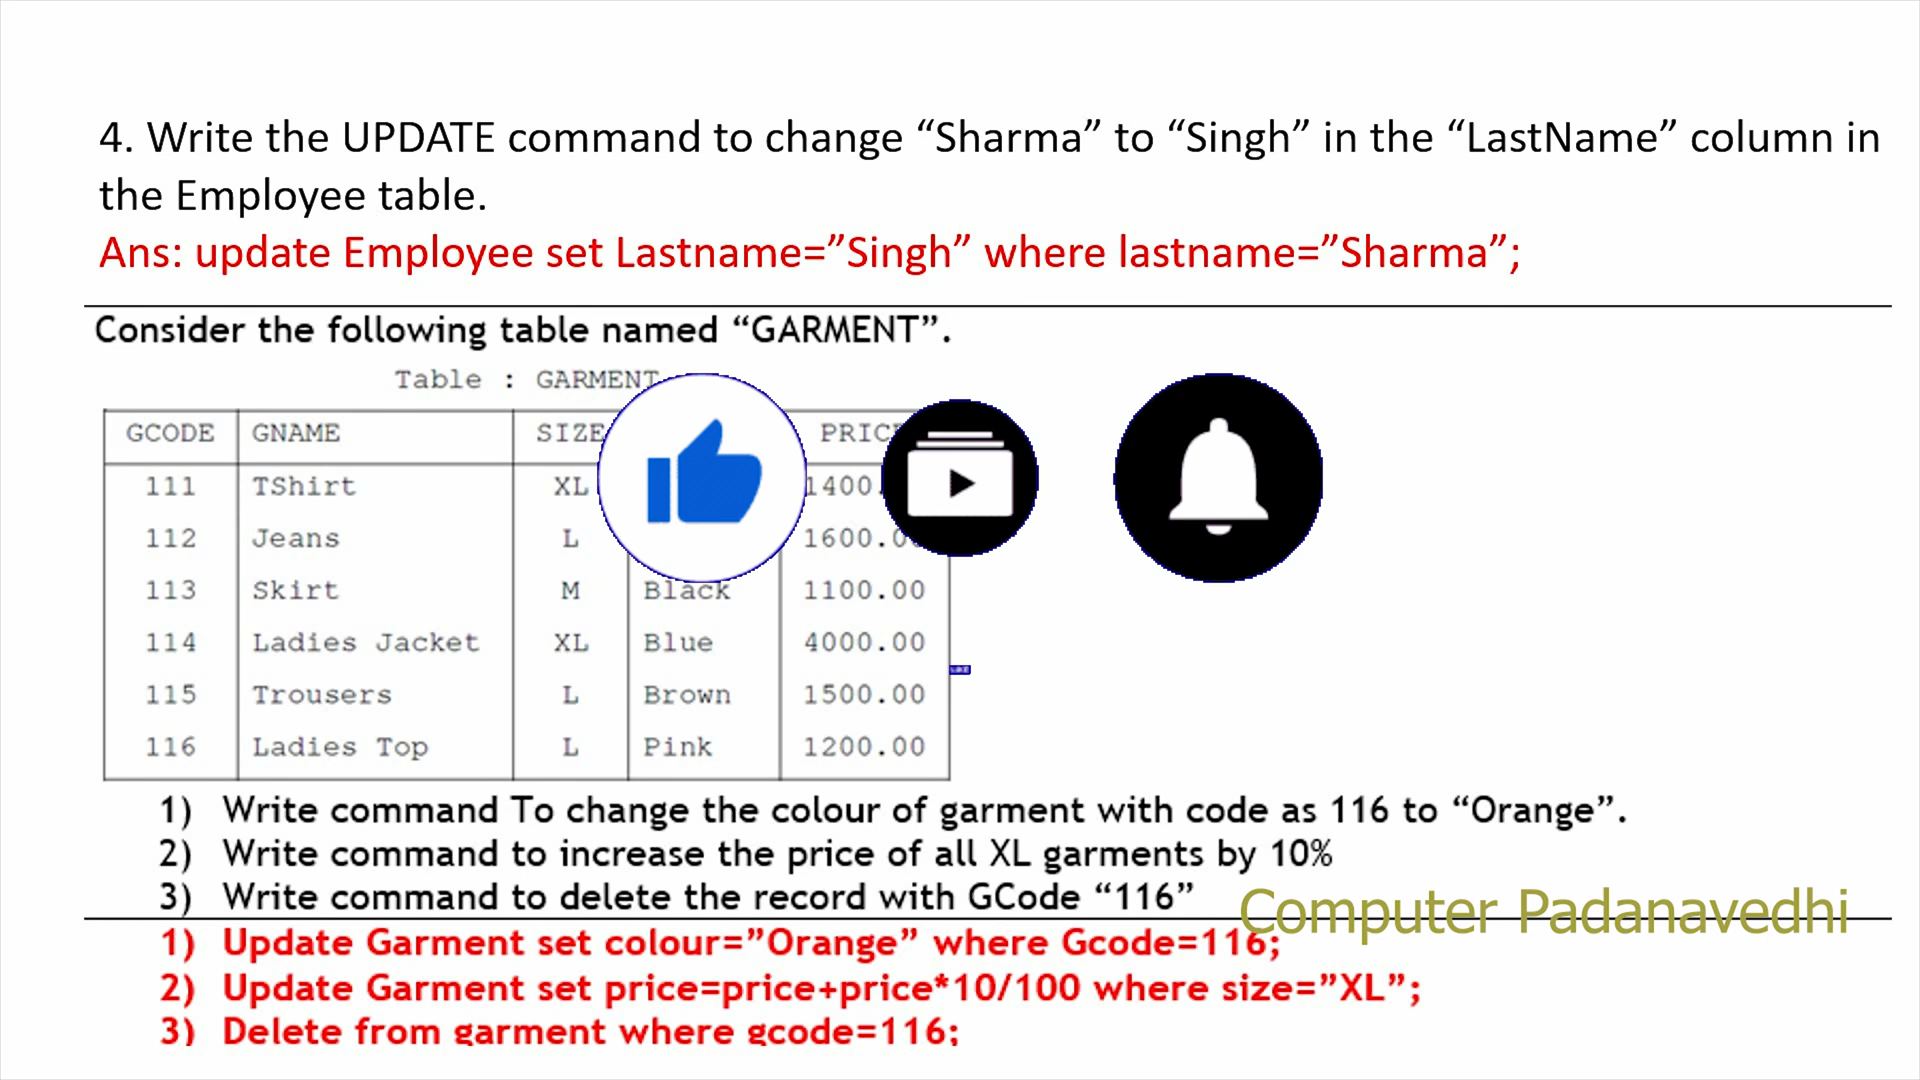 4. Write the UPDATE command to change “Sharma” to “Singh” in the “LastName” column in
the Employee table.
Ans: update Employee set Lastname=”Singh” where lastname=”Sharma”;
Consider the following table named “GARMENT”.
Table : GARMENT
GCODE GNAME SIZE
111 TShirt XL
112 Jeans L
113 Skirt M Black 1100.00
114 Ladies Jacket XL Blue 4000.00
115 Trousers L Brown 1500.00
116 Ladies Top L Pink 1200.00
1) Write command To change the colour of garment with code as 116 to “Orange”.
2) Write command to increase the price of all XL garments by 10%
3) Write command to delete the record with GCode “116”
Computer Padanavedhi
1) Update Garment set colour=”Orange” where Gcode=116;
2) Update Garment set price=price+price*10/100 where size=”XL”;
3) Delete from garment where gcode=116;